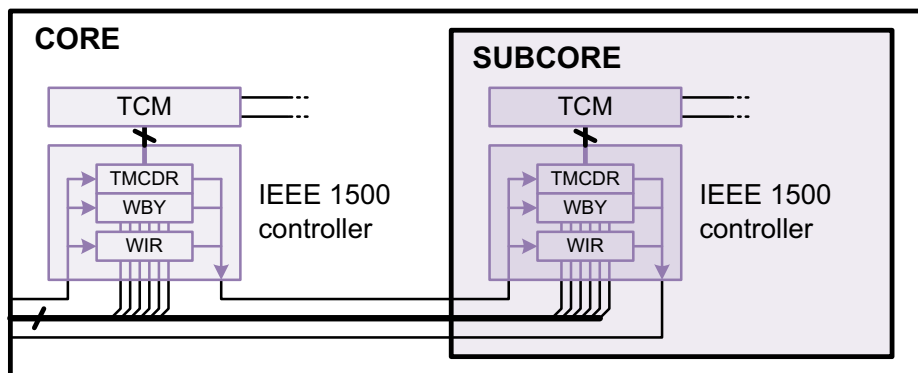 CORE
TCM
TMCDR
WBY
WIR
IEEE 1500
controller
SUBCORE
TCM
TMCDR
WBY
WIR
IEEE 1500
controller